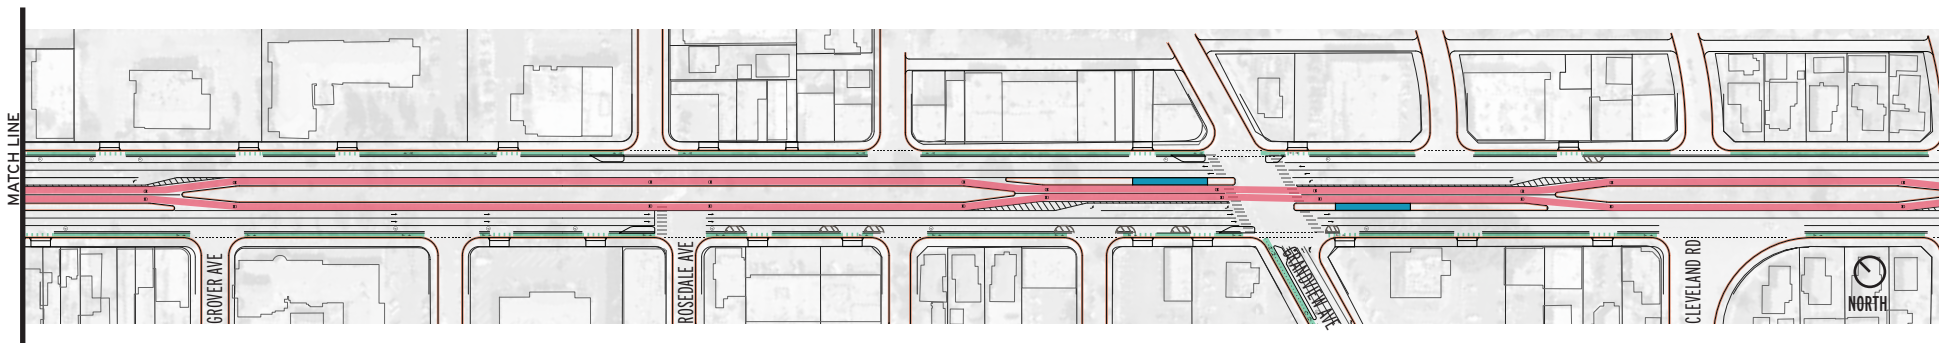 MATCH LINE
GROVER AVE
ROSEDALE AVE
GRANDVIEW AVE
CLEVELAND RD
NORTH